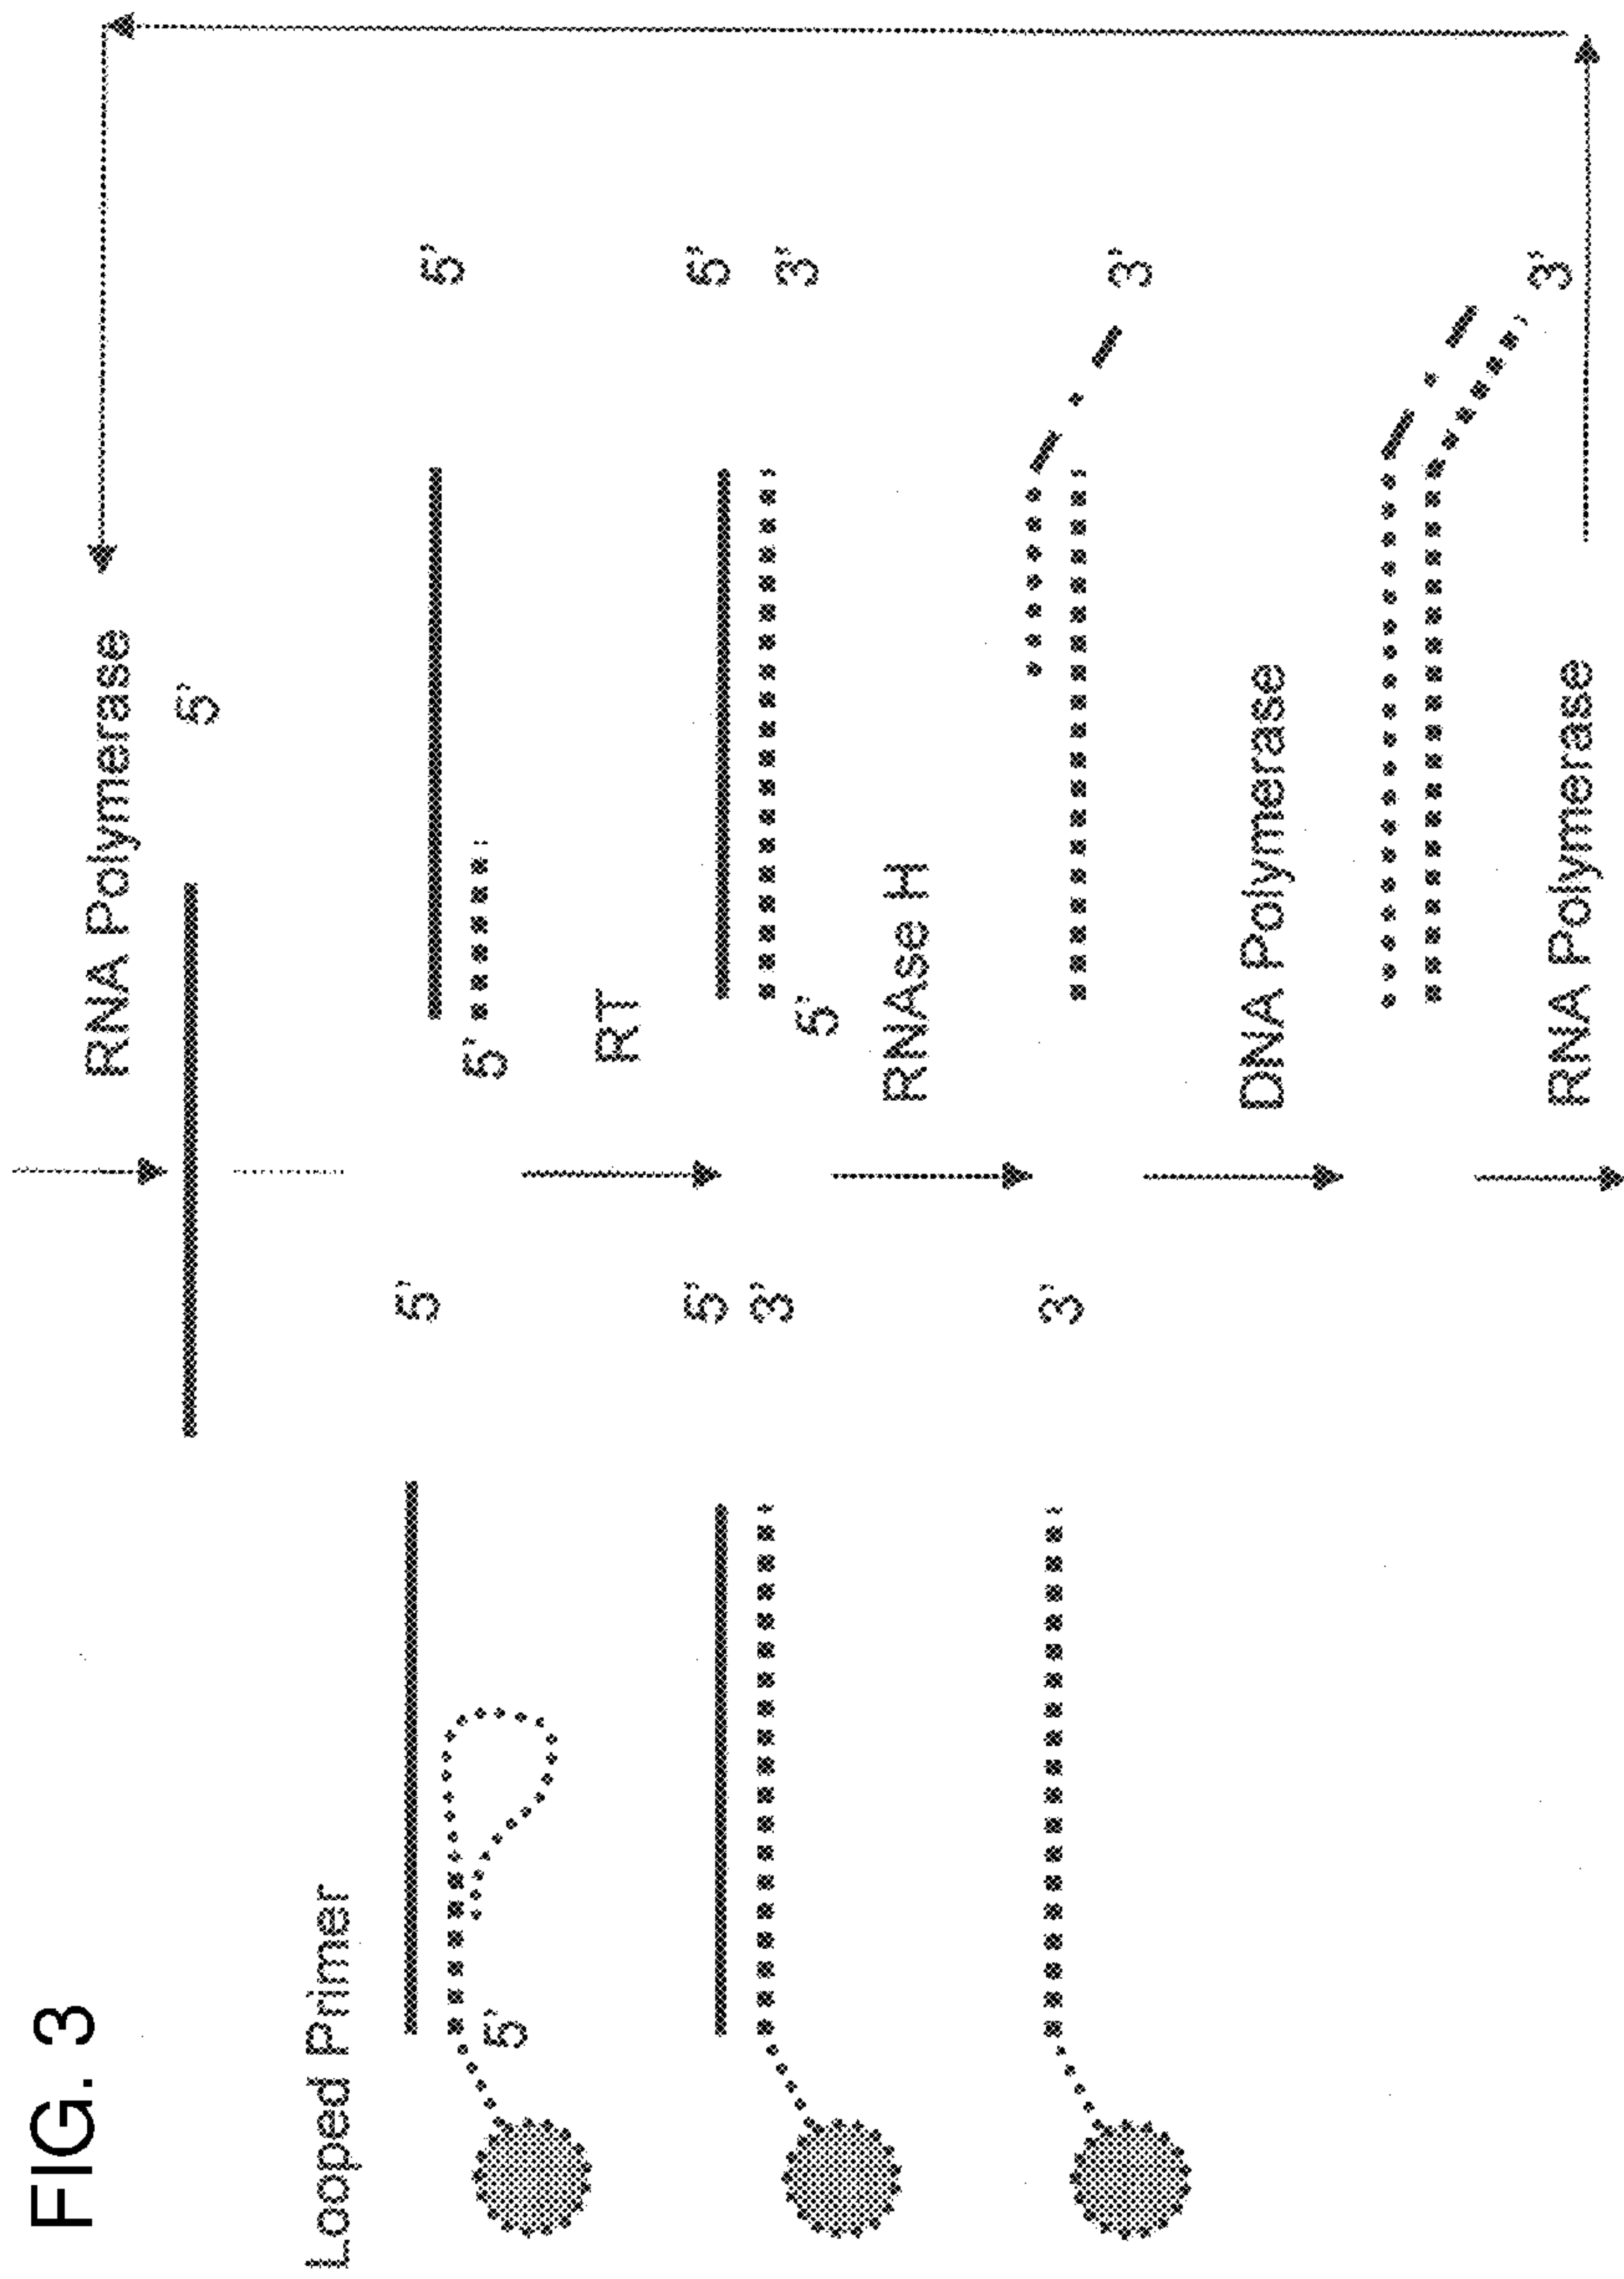 FIG. 3
RNA Polymerase
5'
Looped Primer
5'
5'
5'
5'
RT
5'
5'
3'
3'
5'
RNAse H
3'
3'
DNA Polymerase
3'
RNA Polymerase